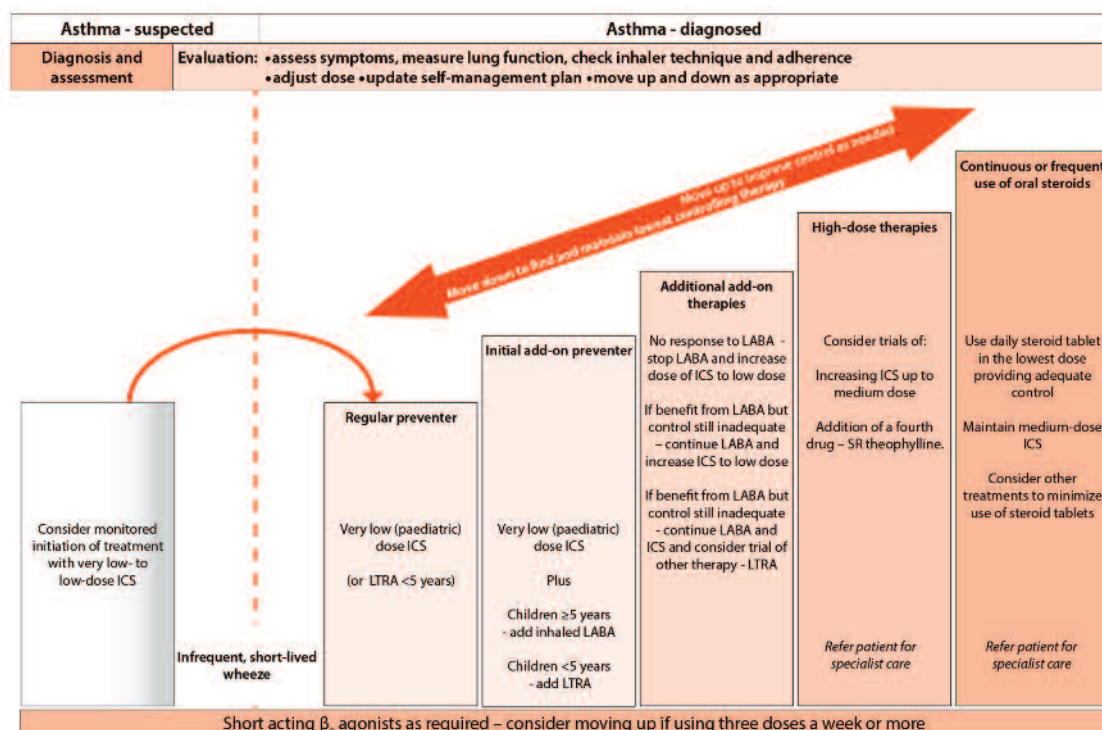 Asthma - suspected
Asthma - diagnosed
Diagnosis and
assessment
Evaluation: •assess symptoms, measure lung function, check inhaler technique and adherence
•adjust dose •update self-management plan •move up and down as appropriate
Move up to improve control as needed
Move down to find and maintain lowest controlling therapy
Consider monitored
initiation of treatment
with very low- to
low-dose ICS
Infrequent, short-lived
wheeze
Regular preventer
Very low (paediatric)
dose ICS
(or LTRA <5 years)
Initial add-on preventer
Very low (paediatric)
dose ICS
Plus
Children ≥5 years
- add inhaled LABA
Children <5 years
- add LTRA
Additional add-on
therapies
No response to LABA -
stop LABA and increase
dose of ICS to low dose
If benefit from LABA but
control still inadequate
– continue LABA and
increase ICS to low dose
If benefit from LABA but
control still inadequate
- continue LABA and
ICS and consider trial of
other therapy - LTRA
High-dose therapies
Consider trials of:
Increasing ICS up to
medium dose
Addition of a fourth
drug – SR theophylline.
Refer patient for
specialist care
Continuous or frequent
use of oral steroids
Use daily steroid tablet
in the lowest dose
providing adequate
control
Maintain medium-dose
ICS
Consider other
treatments to minimize
use of steroid tablets
Refer patient for
specialist care
Short acting β₂ agonists as required – consider moving up if using three doses a week or more